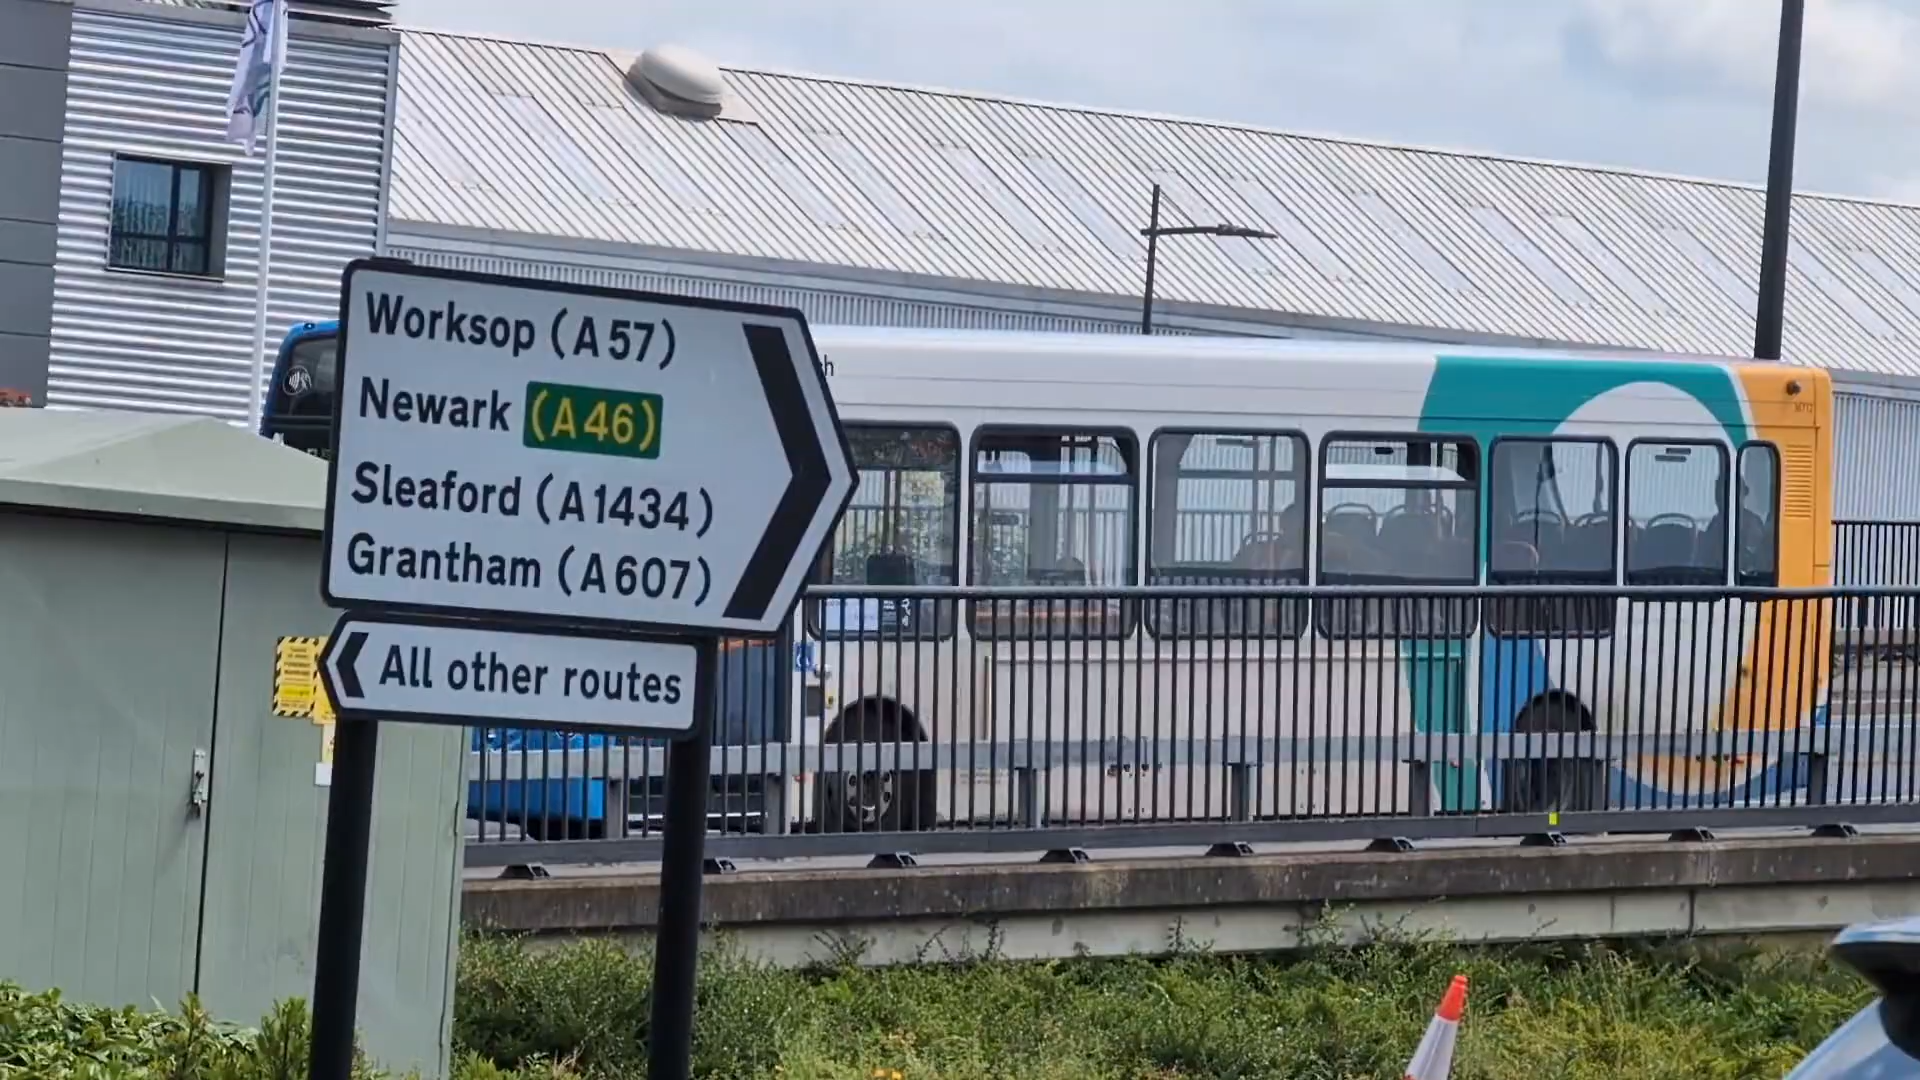 Worksop (A57)
Newark (A46)
Sleaford (A1434)
Grantham (A607)
All other routes